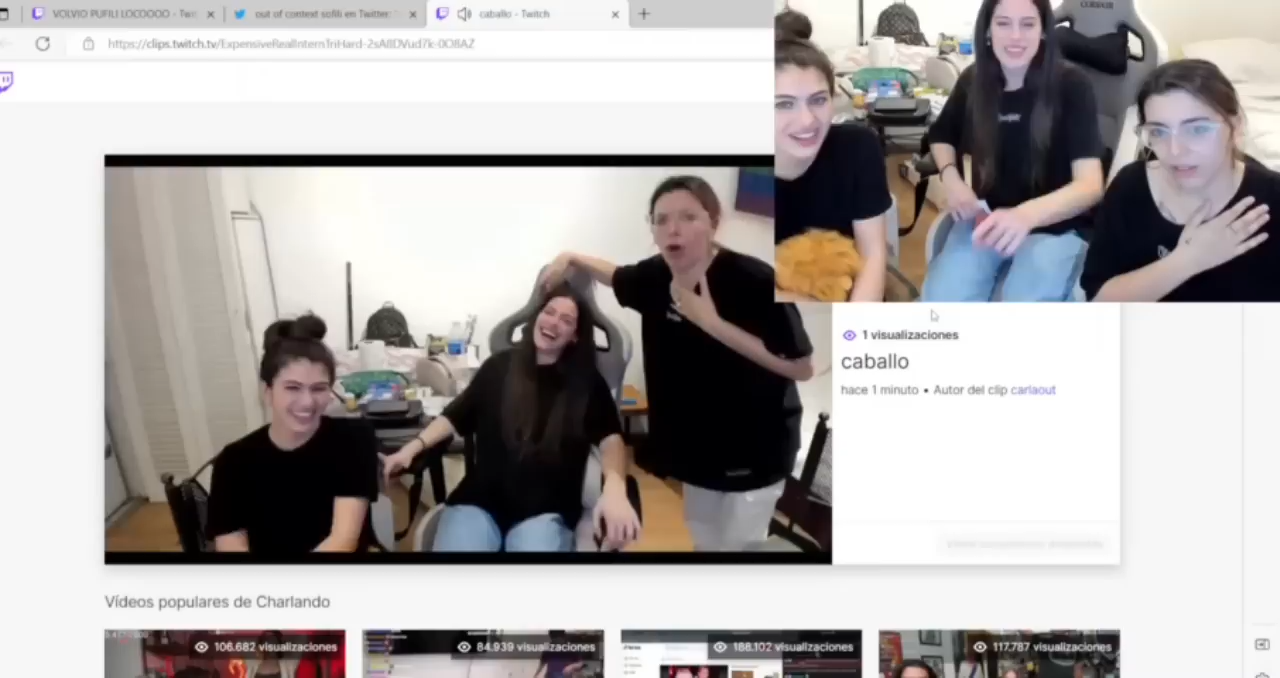 VOLVIO PUFILI LOCOOOO - Twi
out of context sofili en Twitter:
caballo - Twitch
https://clips.twitch.tv/ExpensiveRealInternTriHard-2sA8DVud7k-0O8AZ
CORSAIR
1 visualizaciones
caballo
hace 1 minuto • Autor del clip carlaout
Vídeos populares de Charlando
106.682 visualizaciones
84.939 visualizaciones
188.102 visualizaciones
117.787 visualizaciones